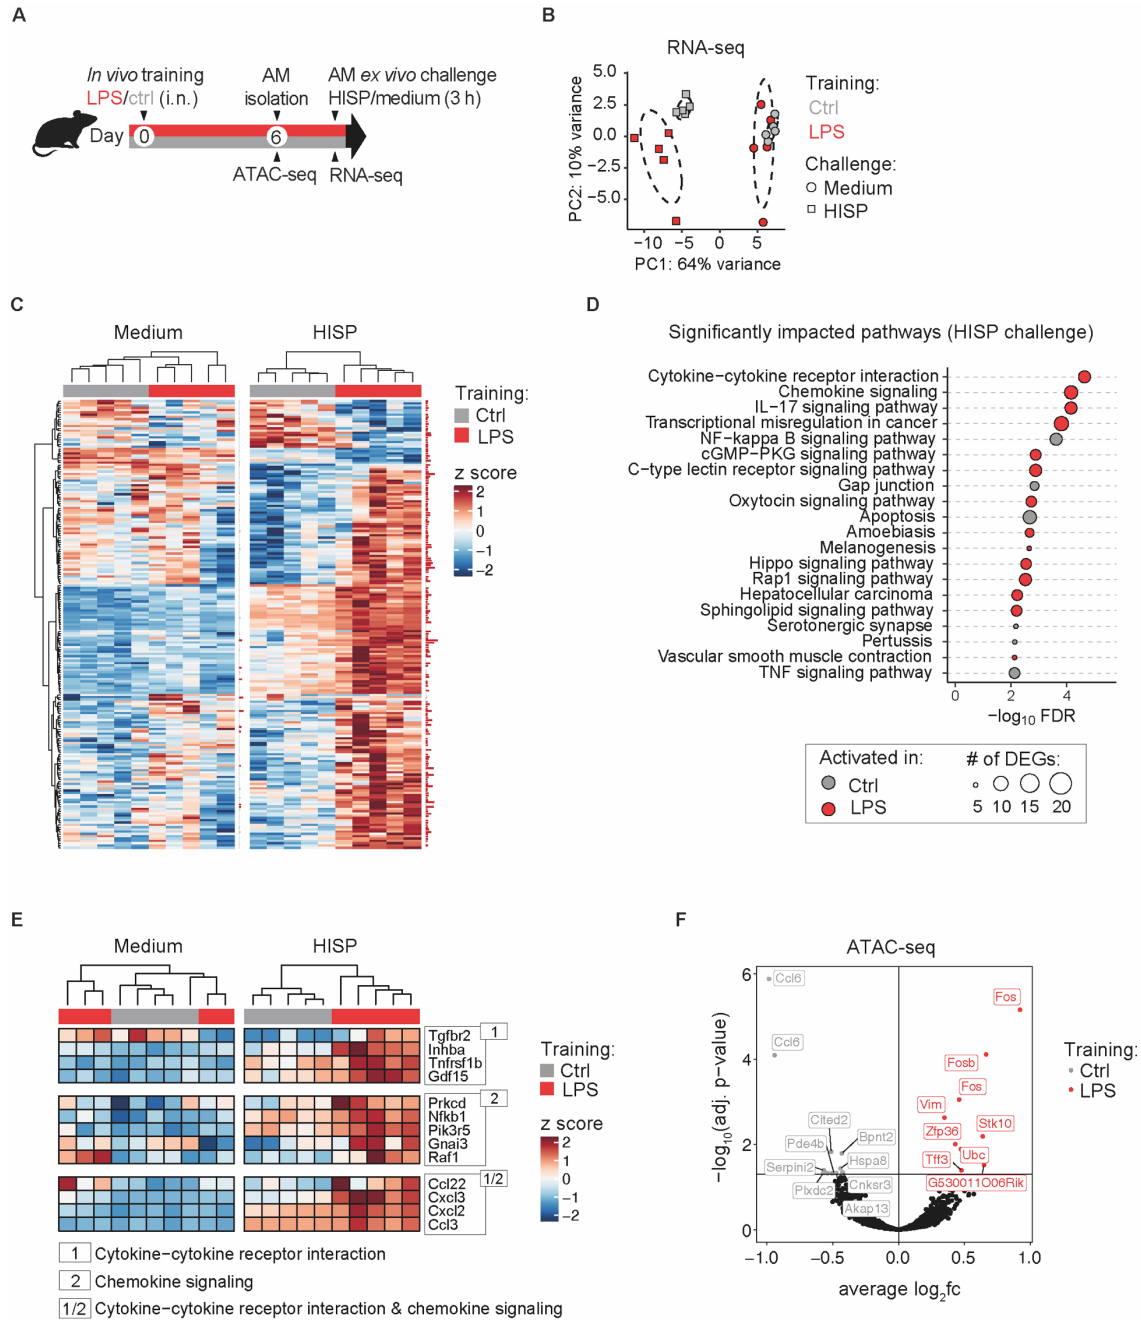 A
In vivo training
LPS/ctrl (i.n.)
AM
isolation
AM ex vivo challenge
HISP/medium (3 h)
Day
0
6
ATAC-seq
RNA-seq
B
RNA-seq
5.0
2.5
0.0
−2.5
−5.0
PC2: 10% variance
−10
−5
0
5
PC1: 64% variance
Training:
Ctrl
LPS
Challenge:
Medium
HISP
C
Medium
HISP
Training:
Ctrl
LPS
z score
2
1
0
−1
−2
D
Significantly impacted pathways (HISP challenge)
Cytokine−cytokine receptor interaction
Chemokine signaling
IL−17 signaling pathway
Transcriptional misregulation in cancer
NF−kappa B signaling pathway
cGMP−PKG signaling pathway
C−type lectin receptor signaling pathway
Gap junction
Oxytocin signaling pathway
Apoptosis
Amoebiasis
Melanogenesis
Hippo signaling pathway
Rap1 signaling pathway
Hepatocellular carcinoma
Sphingolipid signaling pathway
Serotonergic synapse
Pertussis
Vascular smooth muscle contraction
TNF signaling pathway
0
2
4
−log10 FDR
Activated in:
Ctrl
LPS
# of DEGs:
5 10 15 20
E
Medium
HISP
Tgfbr2
Inhba
Tnfrsf1b
Gdf15
1
Prkcd
Nfkb1
Pik3r5
Gnai3
Raf1
2
Ccl22
Cxcl3
Cxcl2
Ccl3
1/2
Training:
Ctrl
LPS
z score
2
1
0
−1
−2
1 Cytokine−cytokine receptor interaction
2 Chemokine signaling
1/2 Cytokine−cytokine receptor interaction & chemokine signaling
F
ATAC-seq
6
4
2
0
−log10(adj. p−value)
Ccl6
Fos
Ccl6
Fosb
Fos
Vim
Cited2
Stk10
Zfp36
Pde4b
Bpnt2
Ubc
Tff3
Hspa8
Serpini2
Plxdc2
Cnksr3
G530011O06Rik
Akap13
−1.0
−0.5
0.0
0.5
1.0
average log2fc
Training:
Ctrl
LPS